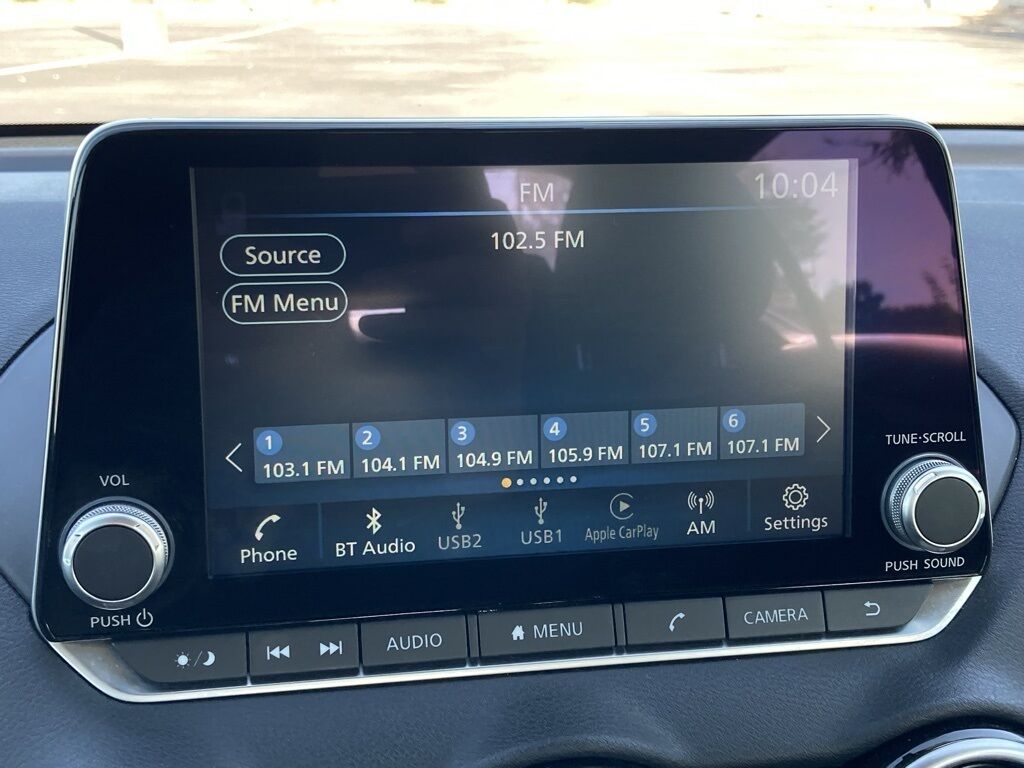 FM
10:04
102.5 FM
Source
FM Menu
1
2
3
4
5
6
103.1 FM
104.1 FM
104.9 FM
105.9 FM
107.1 FM
107.1 FM
Phone
BT Audio
USB2
USB1
Apple CarPlay
AM
Settings
VOL
PUSH
TUNE·SCROLL
PUSH SOUND
AUDIO
MENU
CAMERA